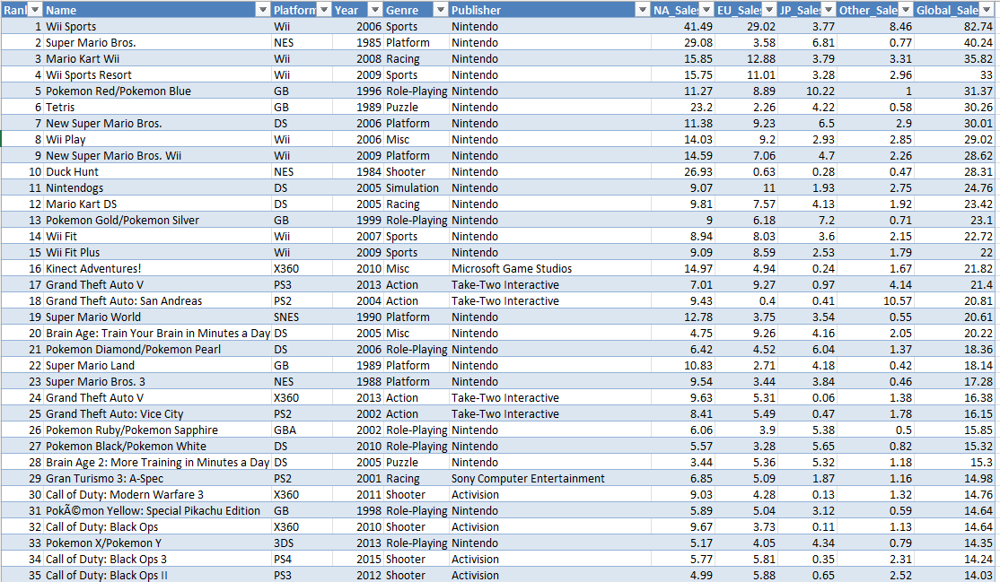 Rank Name Platform Year Genre Publisher NA_Sales EU_Sales JP_Sales Other_Sale Global_Sale
1 Wii Sports Wii 2006 Sports Nintendo 41.49 29.02 3.77 8.46 82.74
2 Super Mario Bros. NES 1985 Platform Nintendo 29.08 3.58 6.81 0.77 40.24
3 Mario Kart Wii Wii 2008 Racing Nintendo 15.85 12.88 3.79 3.31 35.82
4 Wii Sports Resort Wii 2009 Sports Nintendo 15.75 11.01 3.28 2.96 33
5 Pokemon Red/Pokemon Blue GB 1996 Role-Playing Nintendo 11.27 8.89 10.22 1 31.37
6 Tetris GB 1989 Puzzle Nintendo 23.2 2.26 4.22 0.58 30.26
7 New Super Mario Bros. DS 2006 Platform Nintendo 11.38 9.23 6.5 2.9 30.01
8 Wii Play Wii 2006 Misc Nintendo 14.03 9.2 2.93 2.85 29.02
9 New Super Mario Bros. Wii Wii 2009 Platform Nintendo 14.59 7.06 4.7 2.26 28.62
10 Duck Hunt NES 1984 Shooter Nintendo 26.93 0.63 0.28 0.47 28.31
11 Nintendogs DS 2005 Simulation Nintendo 9.07 11 1.93 2.75 24.76
12 Mario Kart DS DS 2005 Racing Nintendo 9.81 7.57 4.13 1.92 23.42
13 Pokemon Gold/Pokemon Silver GB 1999 Role-Playing Nintendo 9 6.18 7.2 0.71 23.1
14 Wii Fit Wii 2007 Sports Nintendo 8.94 8.03 3.6 2.15 22.72
15 Wii Fit Plus Wii 2009 Sports Nintendo 9.09 8.59 2.53 1.79 22
16 Kinect Adventures! X360 2010 Misc Microsoft Game Studios 14.97 4.94 0.24 1.67 21.82
17 Grand Theft Auto V PS3 2013 Action Take-Two Interactive 7.01 9.27 0.97 4.14 21.4
18 Grand Theft Auto: San Andreas PS2 2004 Action Take-Two Interactive 9.43 0.4 0.41 10.57 20.81
19 Super Mario World SNES 1990 Platform Nintendo 12.78 3.75 3.54 0.55 20.61
20 Brain Age: Train Your Brain in Minutes a Day DS 2005 Misc Nintendo 4.75 9.26 4.16 2.05 20.22
21 Pokemon Diamond/Pokemon Pearl DS 2006 Role-Playing Nintendo 6.42 4.52 6.04 1.37 18.36
22 Super Mario Land GB 1989 Platform Nintendo 10.83 2.71 4.18 0.42 18.14
23 Super Mario Bros. 3 NES 1988 Platform Nintendo 9.54 3.44 3.84 0.46 17.28
24 Grand Theft Auto V X360 2013 Action Take-Two Interactive 9.63 5.31 0.06 1.38 16.38
25 Grand Theft Auto: Vice City PS2 2002 Action Take-Two Interactive 8.41 5.49 0.47 1.78 16.15
26 Pokemon Ruby/Pokemon Sapphire GBA 2002 Role-Playing Nintendo 6.06 3.9 5.38 0.5 15.85
27 Pokemon Black/Pokemon White DS 2010 Role-Playing Nintendo 5.57 3.28 5.65 0.82 15.32
28 Brain Age 2: More Training in Minutes a Day DS 2005 Puzzle Nintendo 3.44 5.36 5.32 1.18 15.3
29 Gran Turismo 3: A-Spec PS2 2001 Racing Sony Computer Entertainment 6.85 5.09 1.87 1.16 14.98
30 Call of Duty: Modern Warfare 3 X360 2011 Shooter Activision 9.03 4.28 0.13 1.32 14.76
31 PokÃ©mon Yellow: Special Pikachu Edition GB 1998 Role-Playing Nintendo 5.89 5.04 3.12 0.59 14.64
32 Call of Duty: Black Ops X360 2010 Shooter Activision 9.67 3.73 0.11 1.13 14.64
33 Pokemon X/Pokemon Y 3DS 2013 Role-Playing Nintendo 5.17 4.05 4.34 0.79 14.35
34 Call of Duty: Black Ops 3 PS4 2015 Shooter Activision 5.77 5.81 0.35 2.31 14.24
35 Call of Duty: Black Ops II PS3 2012 Shooter Activision 4.99 5.88 0.65 2.52 14.03